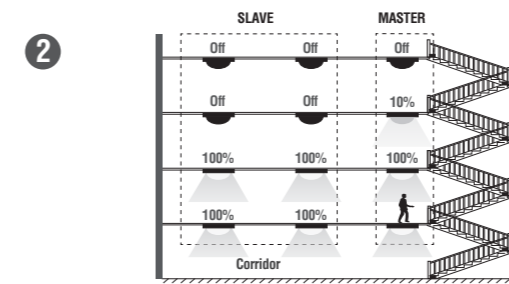 2
SLAVE MASTER
Off Off Off
Off Off 10%
100% 100% 100%
100% 100%
Corridor